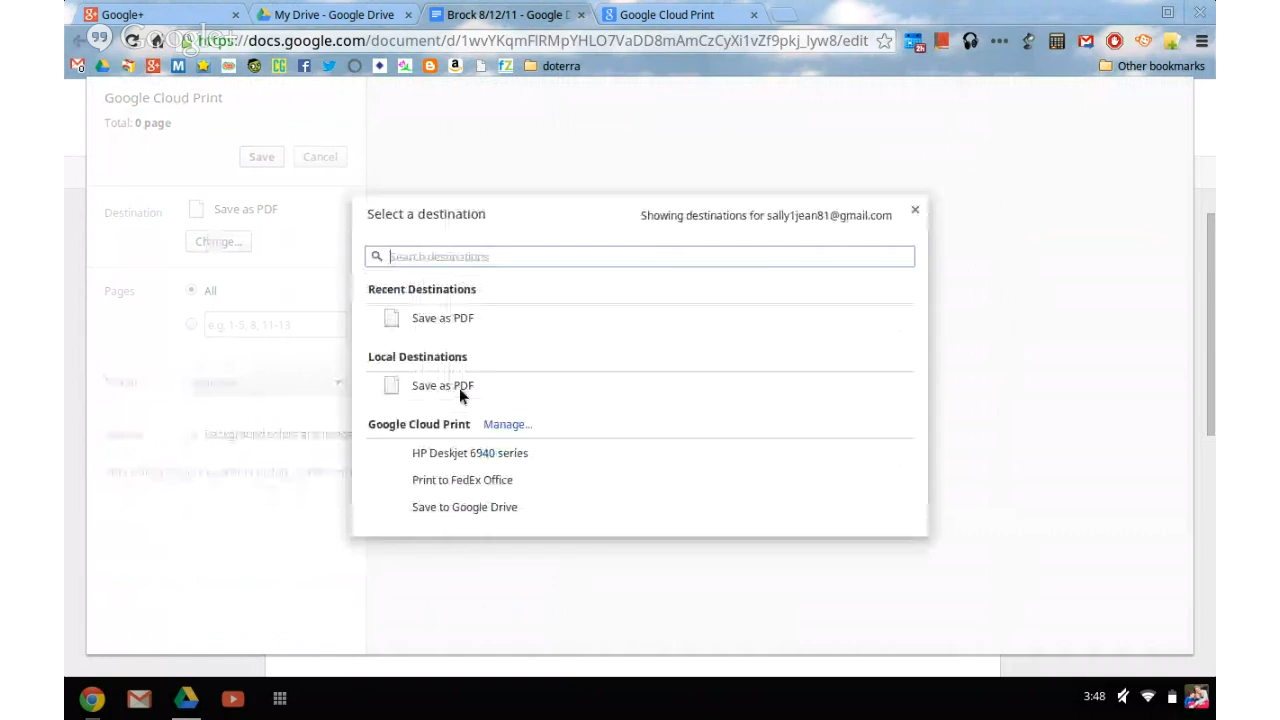 Google+
My Drive - Google Drive
Brock 8/12/11 - Google D
Google Cloud Print
Google+
https://docs.google.com/document/d/1wvYKqmFlRMpYHLO7VaDD8mAmCzCyXi1vZf9pkj_lyw8/edit
doterra
Other bookmarks
Google Cloud Print
Total: 0 page
Save
Cancel
Destination
Save as PDF
Change...
Pages
All
e.g. 1-5, 8, 11-13
Select a destination
Showing destinations for sally1jean81@gmail.com
Search destinations
Recent Destinations
Save as PDF
Local Destinations
Save as PDF
Google Cloud Print Manage...
HP Deskjet 6940 series
Print to FedEx Office
Save to Google Drive
3:48